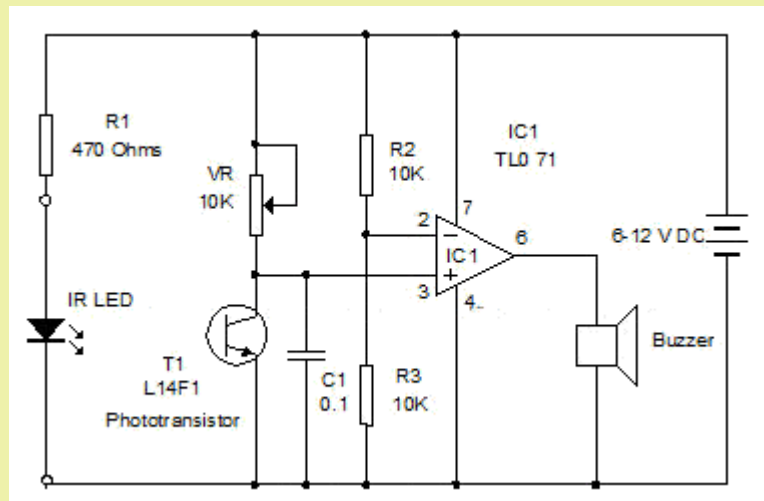 R1
470 Ohms
VR
10K
R2
10K
IC1
TL0 71
2
7
6
IC1
3
4..
6-12 V DC
IR LED
T1
L14F1
Phototransistor
C1
0.1
R3
10K
Buzzer
−
+